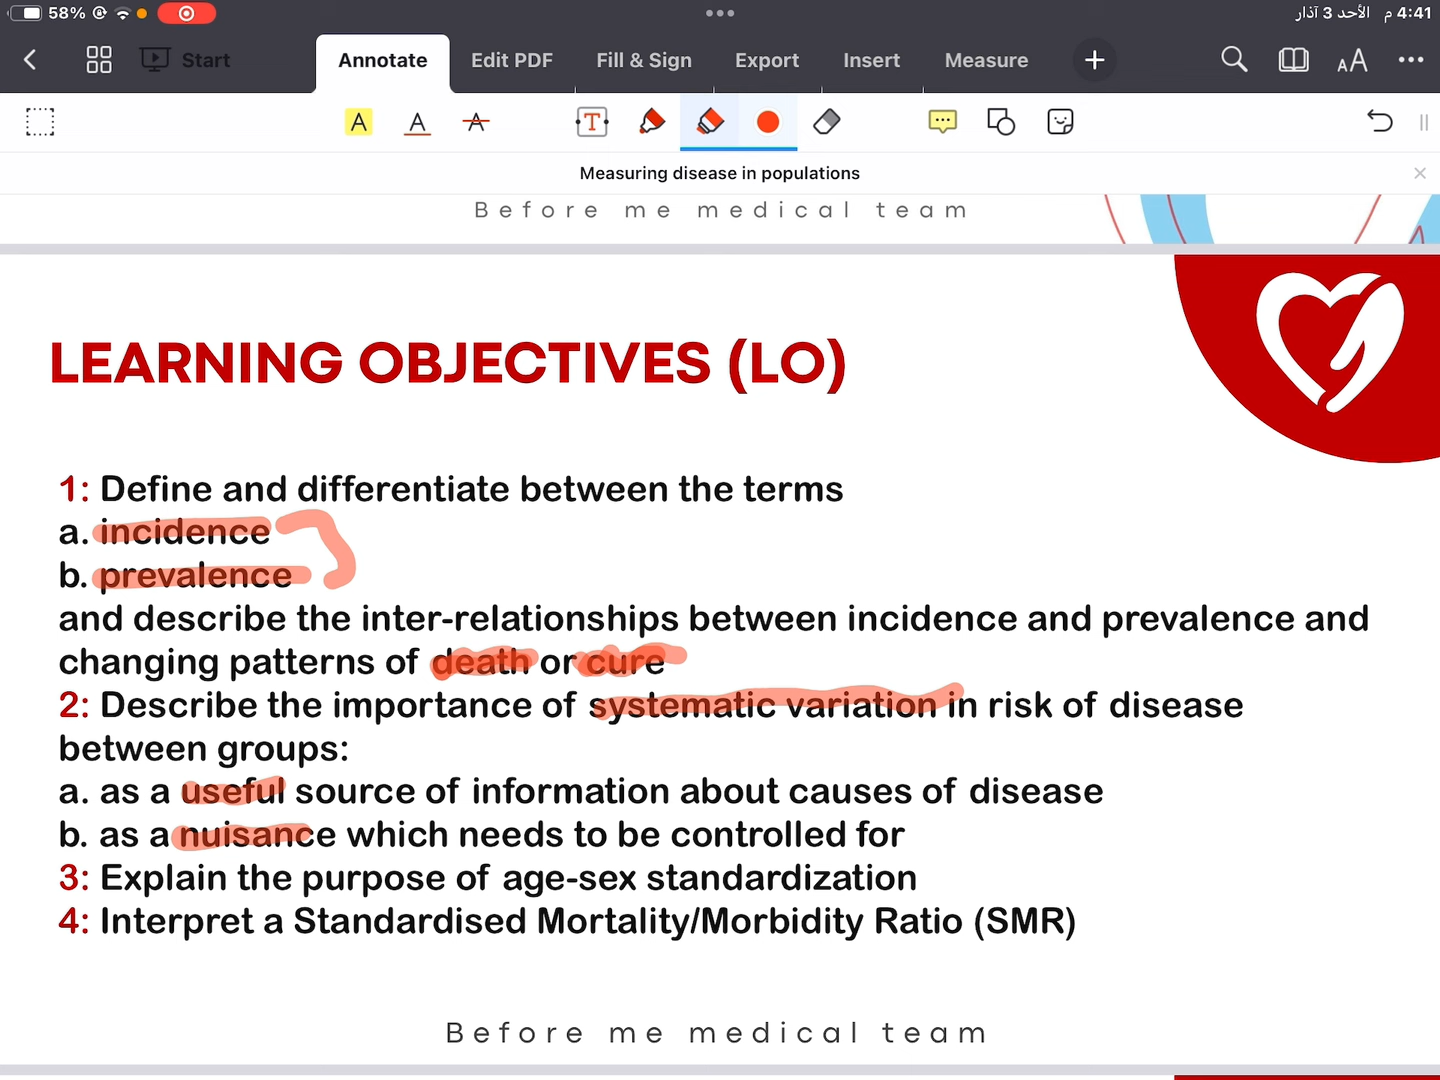 58%
4:41 م الأحد 3 آذار
Start
Annotate
Edit PDF
Fill & Sign
Export
Insert
Measure
Measuring disease in populations
Before me medical team
LEARNING OBJECTIVES (LO)
1: Define and differentiate between the terms
a. incidence
b. prevalence
and describe the inter-relationships between incidence and prevalence and
changing patterns of death or cure
2: Describe the importance of systematic variation in risk of disease
between groups:
a. as a useful source of information about causes of disease
b. as a nuisance which needs to be controlled for
3: Explain the purpose of age-sex standardization
4: Interpret a Standardised Mortality/Morbidity Ratio (SMR)
Before me medical team